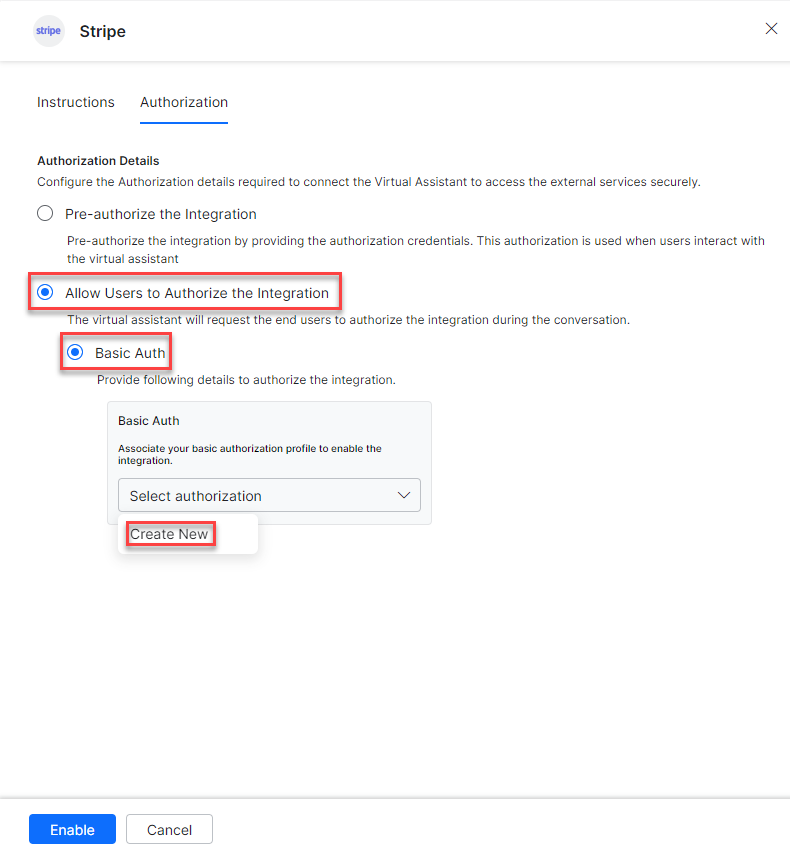 stripe Stripe
Instructions Authorization
Authorization Details
Configure the Authorization details required to connect the Virtual Assistant to access the external services securely.
Pre-authorize the Integration
Pre-authorize the integration by providing the authorization credentials. This authorization is used when users interact with
the virtual assistant
Allow Users to Authorize the Integration
The virtual assistant will request the end users to authorize the integration during the conversation.
Basic Auth
Provide following details to authorize the integration.
Basic Auth
Associate your basic authorization profile to enable the
integration.
Select authorization
Create New
Enable Cancel